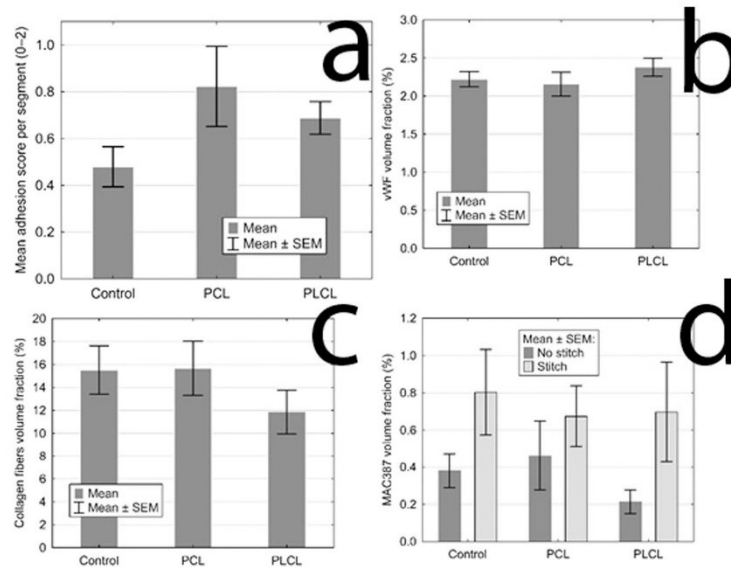 a
Mean adhesion score per segment (0–2)
1.0
0.8
0.6
0.4
0.2
0.0
Mean
Mean ± SEM
Control PCL PLCL
b
vWF volume fraction (%)
3.0
2.5
2.0
1.5
1.0
0.5
0.0
Mean
Mean ± SEM
Control PCL PLCL
c
Collagen fibers volume fraction (%)
20
18
16
14
12
10
8
6
4
2
0
Mean
Mean ± SEM
Control PCL PLCL
d
MAC387 volume fraction (%)
1.2
1.0
0.8
0.6
0.4
0.2
0.0
Mean ± SEM:
No stitch
Stitch
Control PCL PLCL